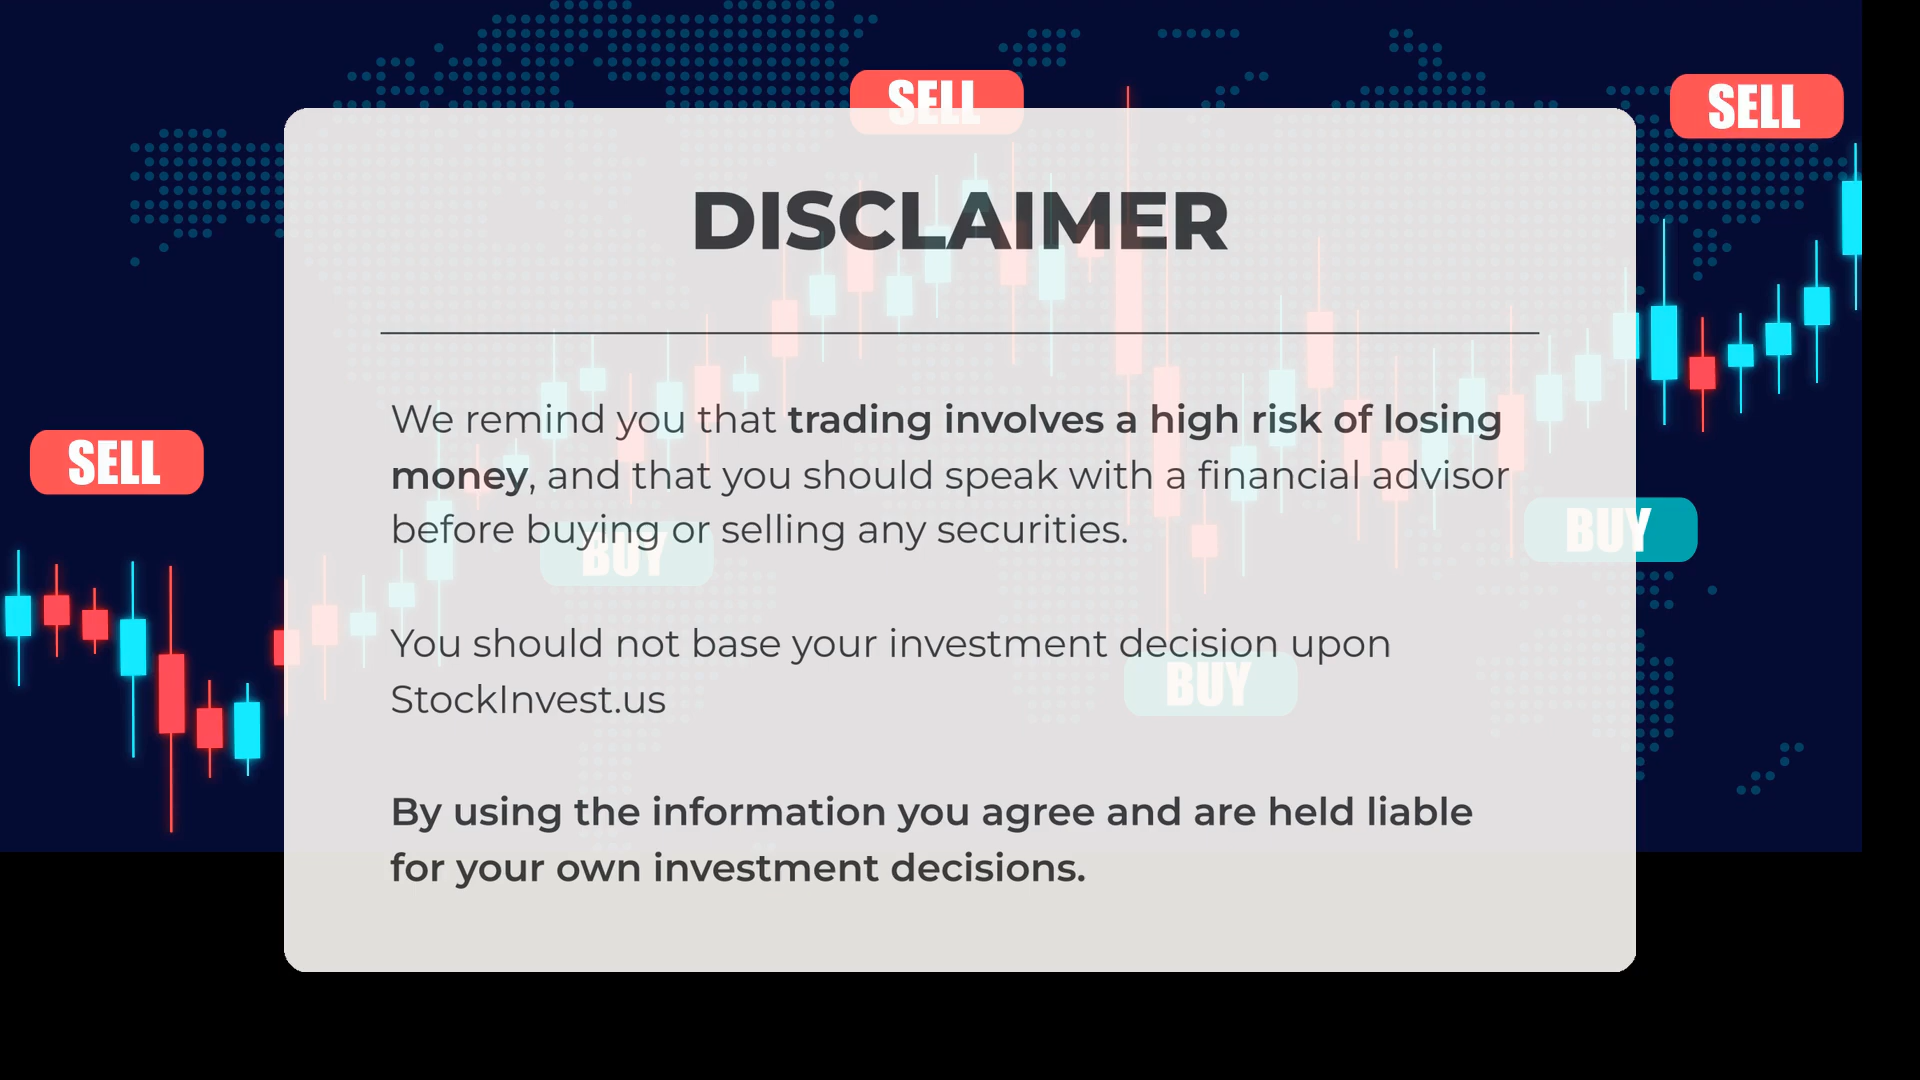 SELL
SELL
DISCLAIMER
We remind you that trading involves a high risk of losing
money, and that you should speak with a financial advisor
before buying or selling any securities.
SELL
BUY
BUY
You should not base your investment decision upon
StockInvest.us
BUY
By using the information you agree and are held liable
for your own investment decisions.